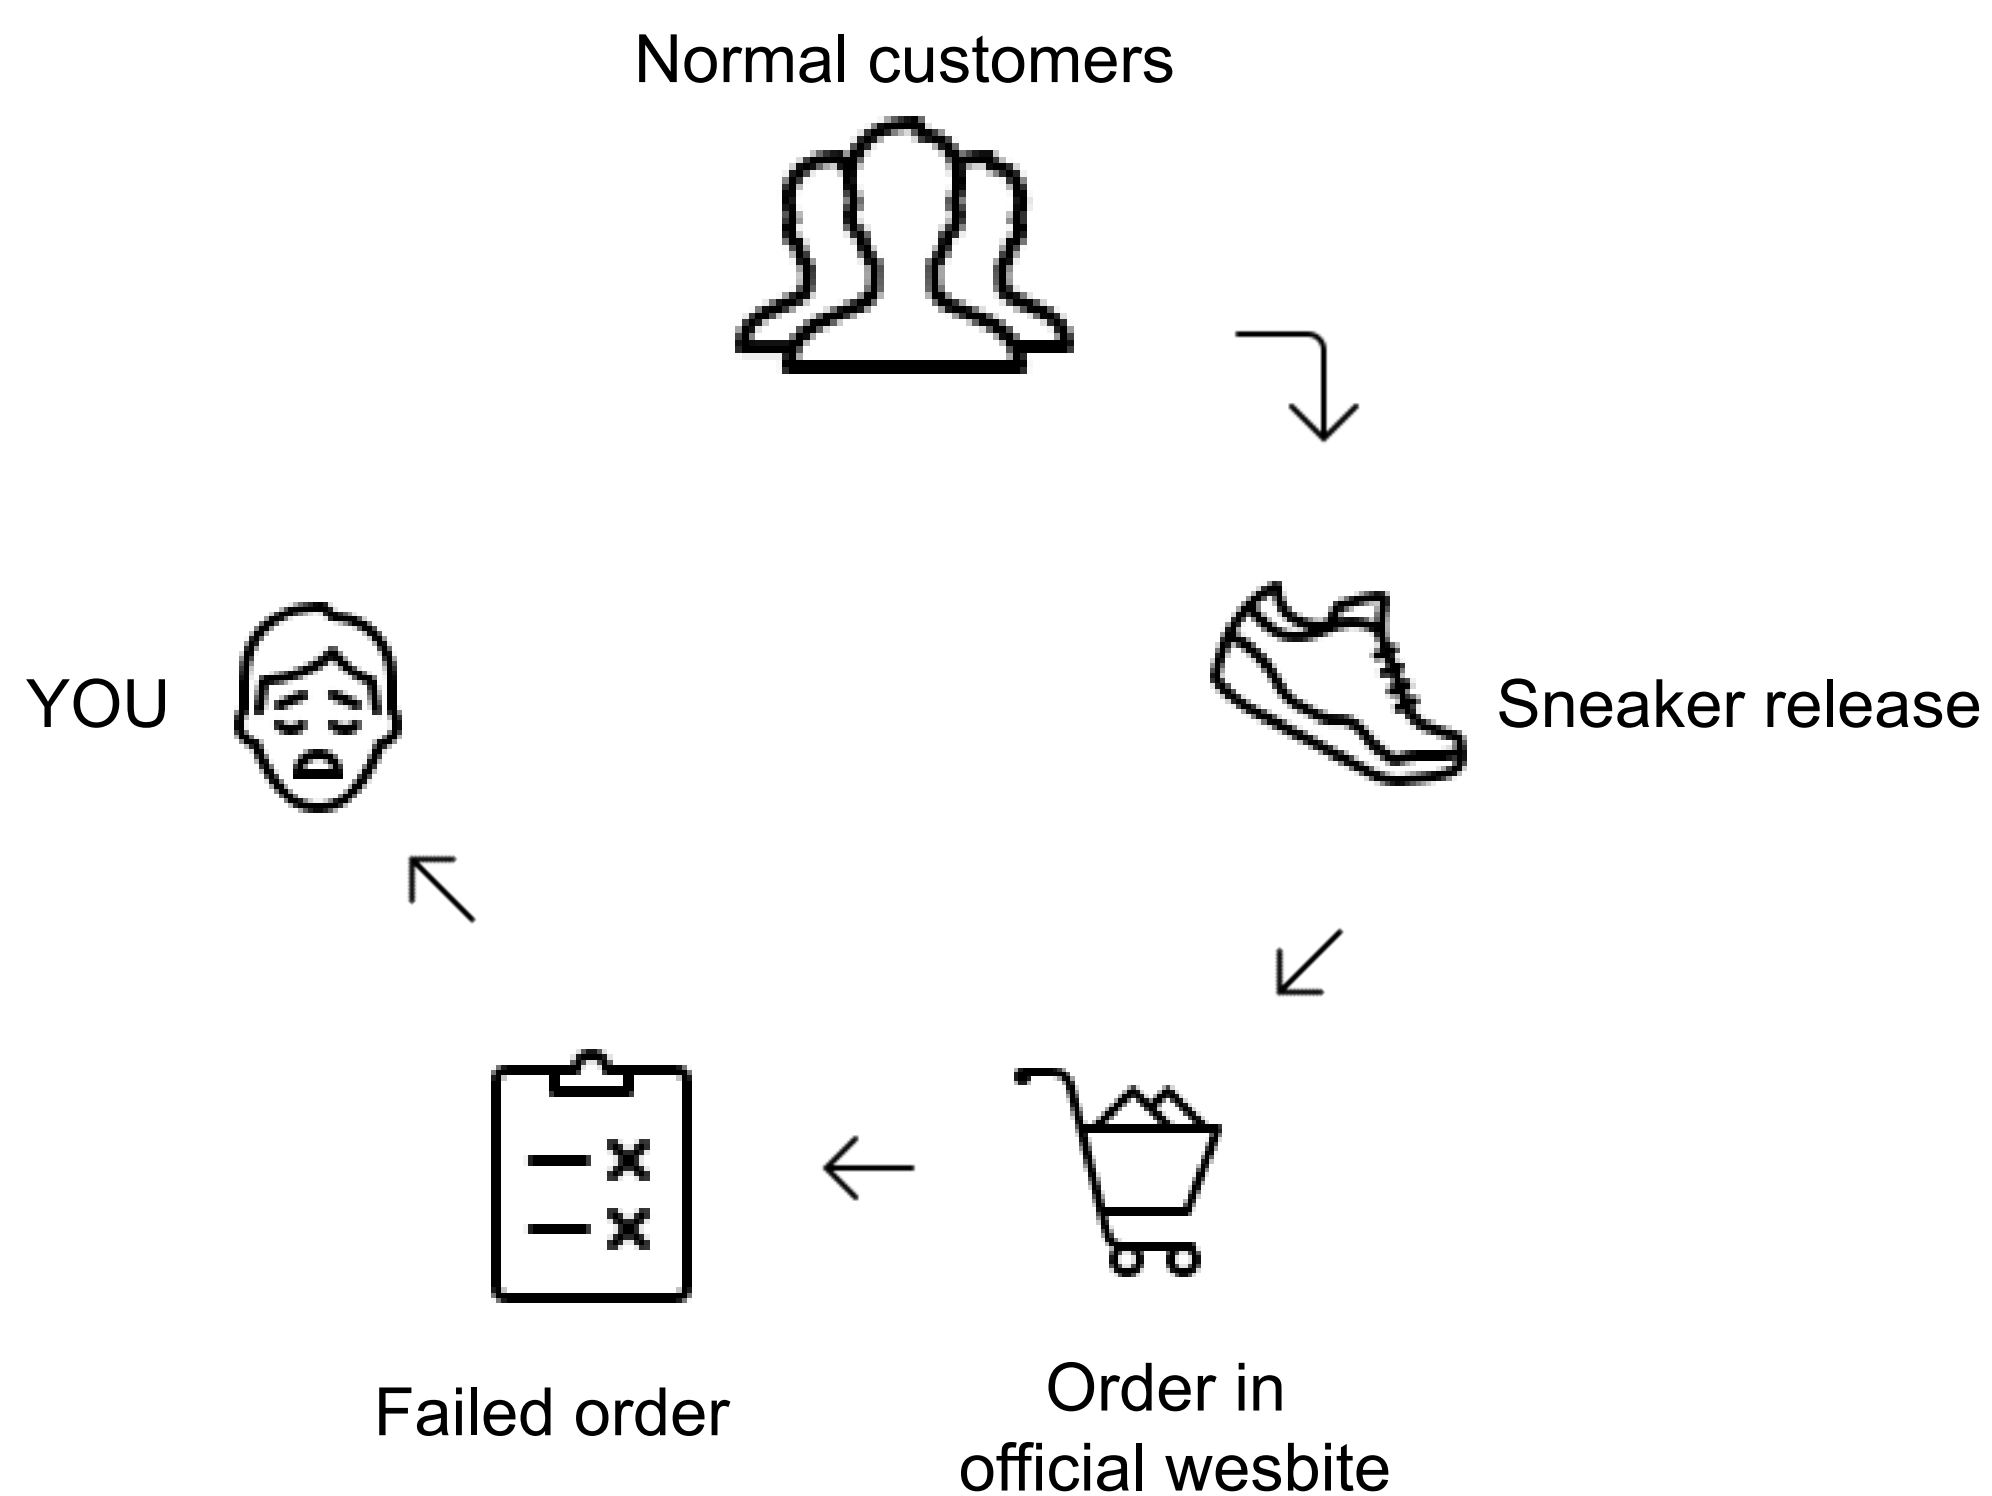 Normal customers
YOU
Sneaker release
Failed order
Order in
official wesbite